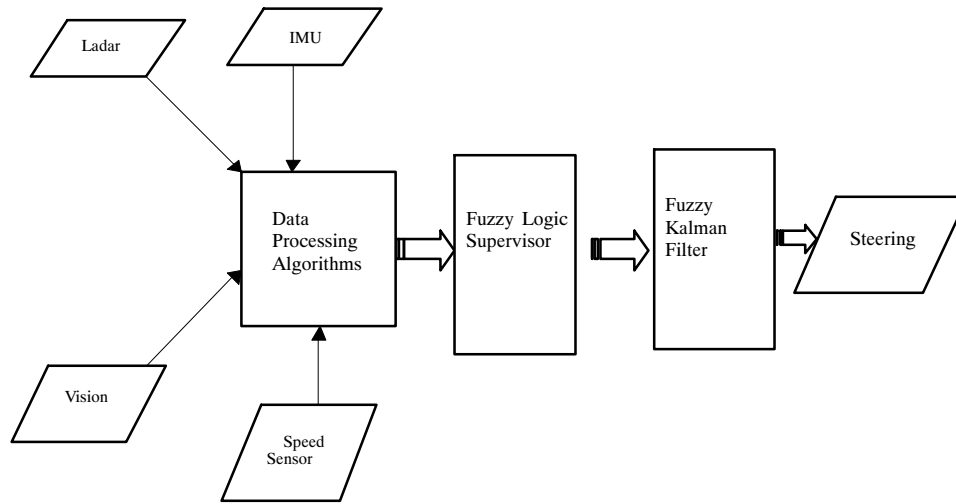 Ladar
IMU
Data
Processing
Algorithms
Fuzzy Logic
Supervisor
Fuzzy
Kalman
Filter
Steering
Vision
Speed
Sensor